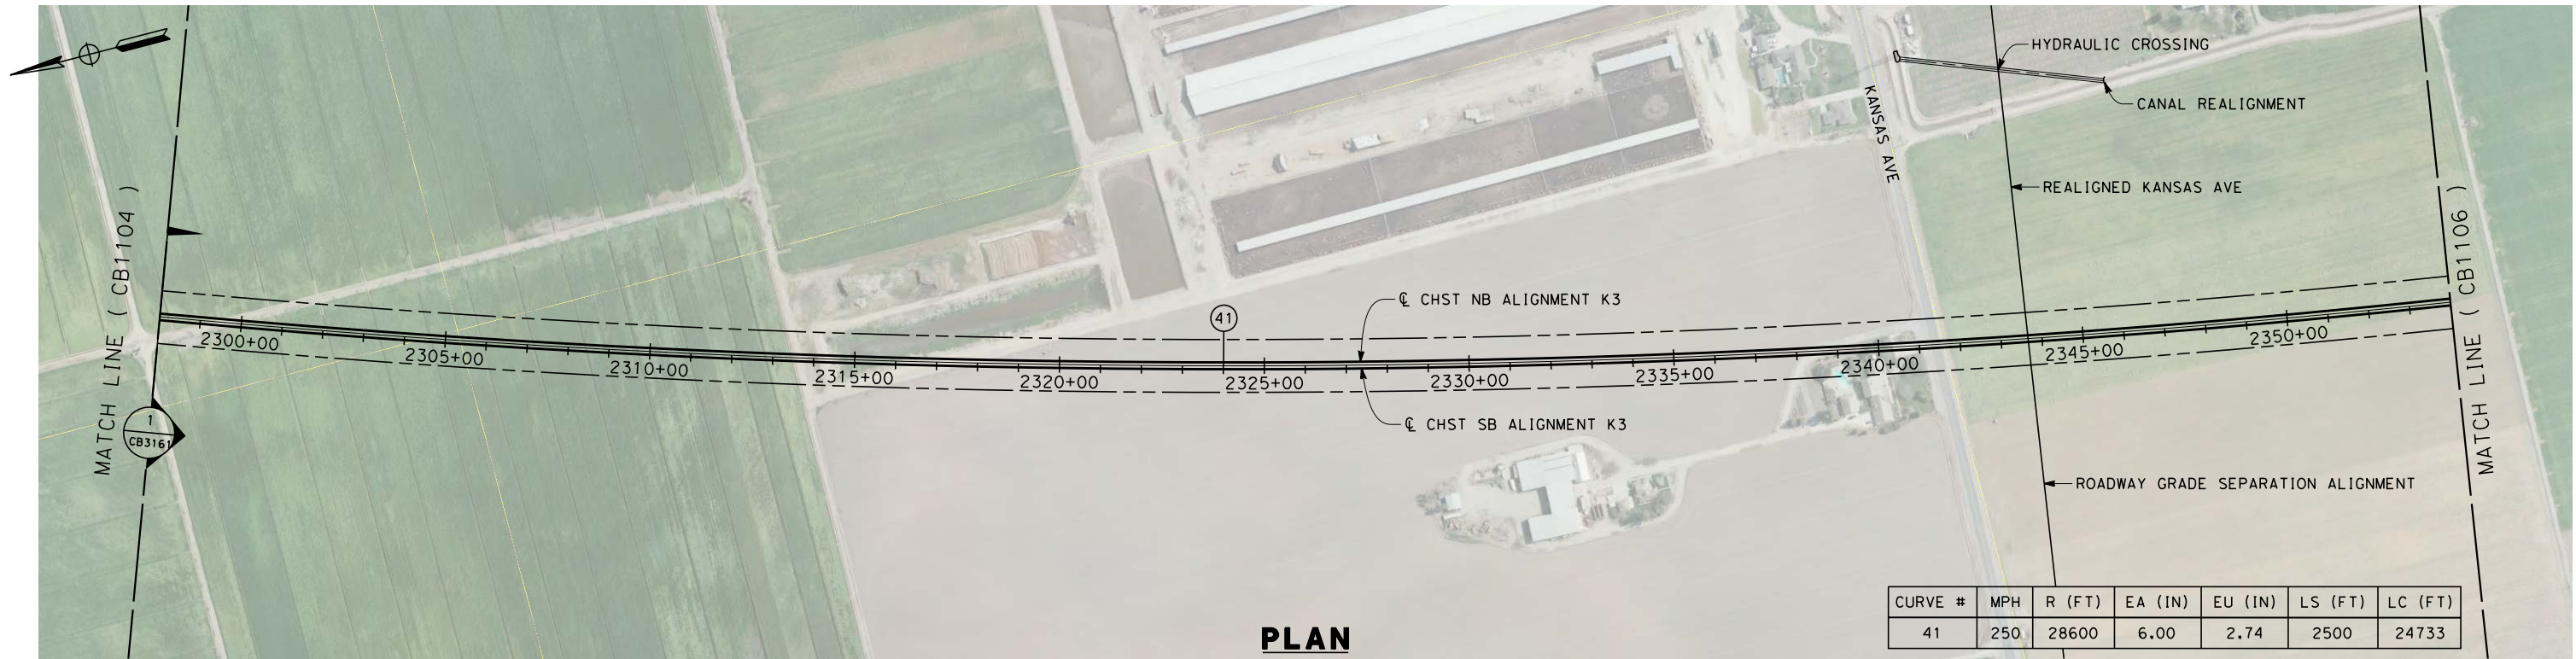 HYDRAULIC CROSSING
CANAL REALIGNMENT
KANSAS AVE
REALIGNED KANSAS AVE
MATCH LINE ( CB1104 )
MATCH LINE ( CB1106 )
℄ CHST NB ALIGNMENT K3
41
2300+00
2305+00
2310+00
2315+00
2320+00
2325+00
2330+00
2335+00
2340+00
2345+00
2350+00
1
CB3161
℄ CHST SB ALIGNMENT K3
ROADWAY GRADE SEPARATION ALIGNMENT
CURVE # MPH R (FT) EA (IN) EU (IN) LS (FT) LC (FT)
41 250 28600 6.00 2.74 2500 24733
PLAN